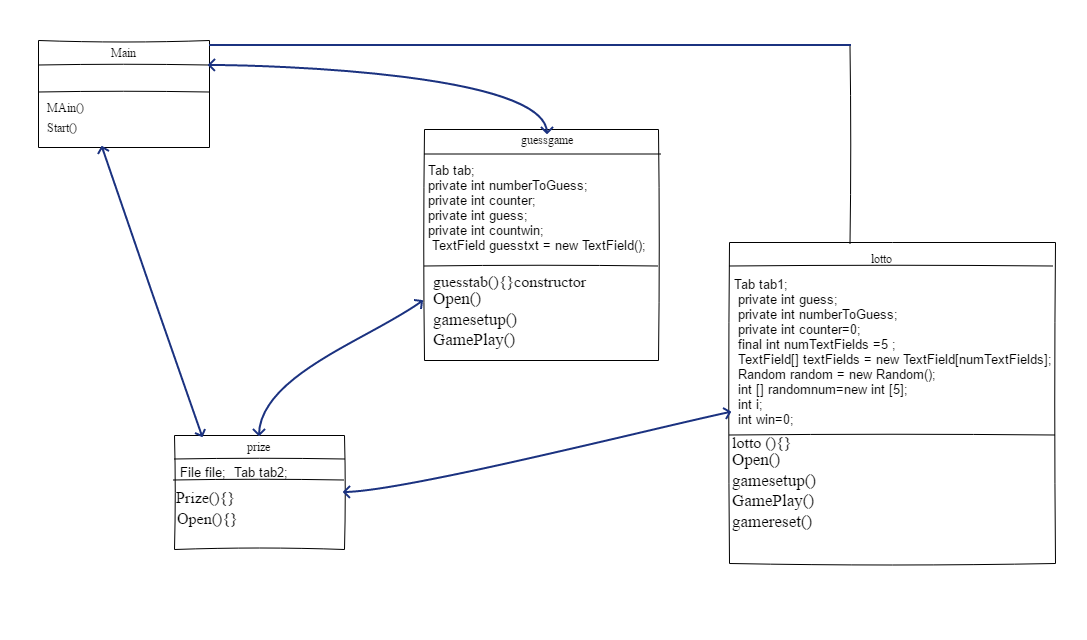 Main
MAin()
Start()
guessgame
Tab tab;
private int numberToGuess;
private int counter;
private int guess;
private int countwin;
TextField guesstxt = new TextField();
guesstab(){}constructor
Open()
gamesetup()
GamePlay()
lotto
Tab tab1;
private int guess;
private int numberToGuess;
private int counter=0;
final int numTextFields =5 ;
TextField[] textFields = new TextField[numTextFields];
Random random = new Random();
int [] randomnum=new int [5];
int i;
int win=0;
lotto (){}
Open()
gamesetup()
GamePlay()
gamereset()
prize
File file; Tab tab2;
Prize(){}
Open(){}